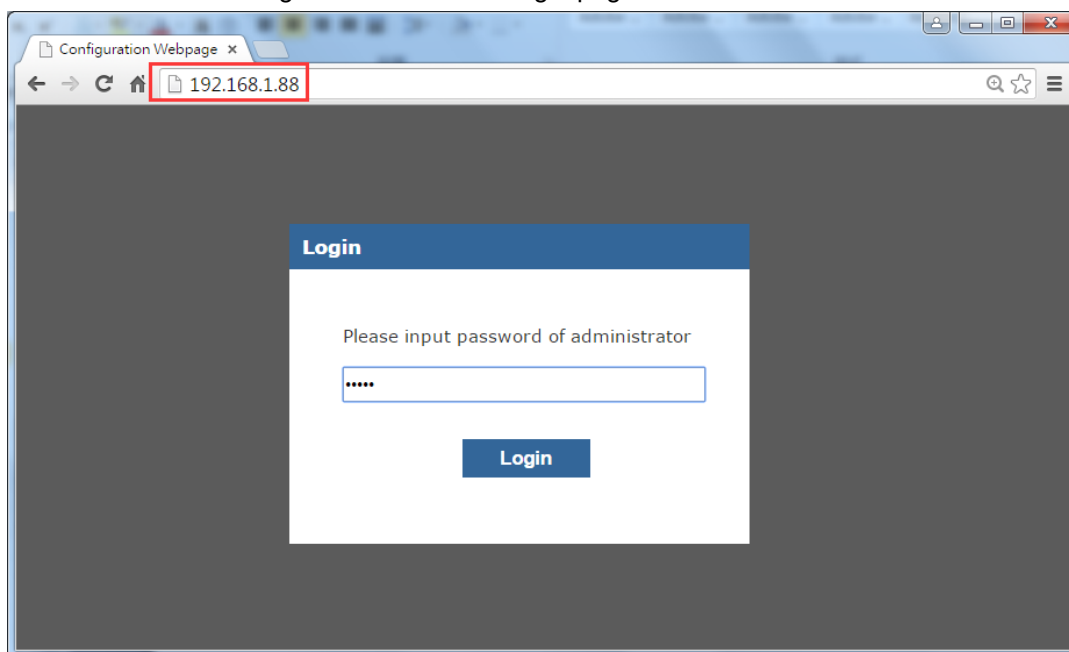 Configuration Webpage
192.168.1.88
Login
Please input password of administrator
•••••
Login